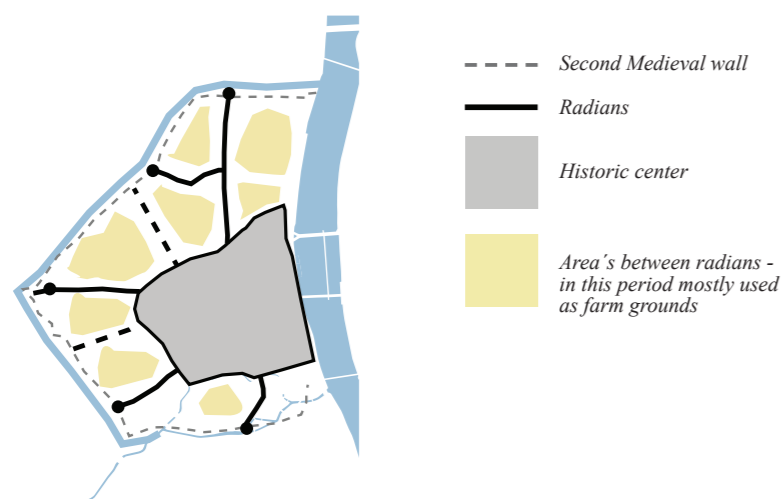 Second Medieval wall
Radians
Historic center
Area´s between radians -
in this period mostly used
as farm grounds